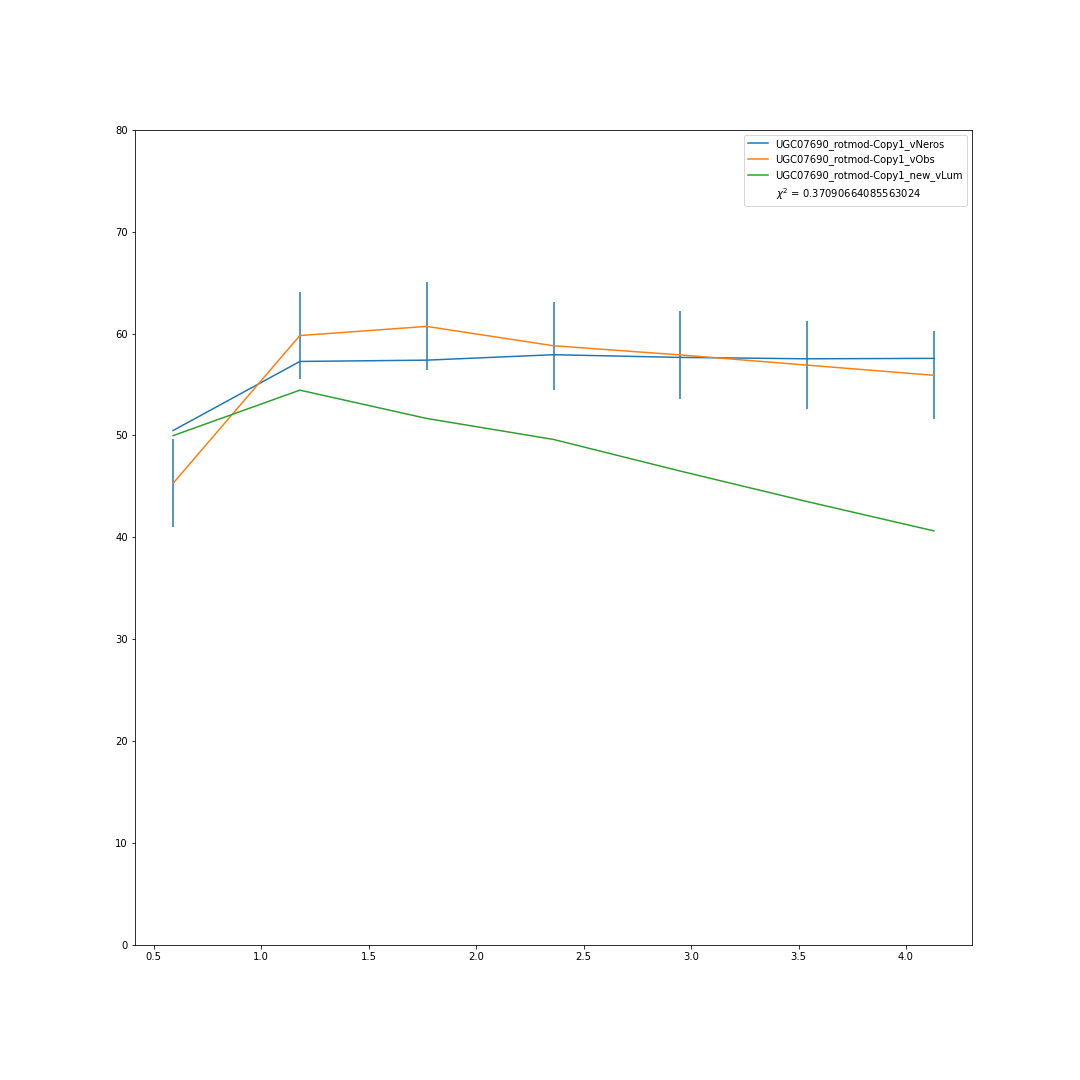 80
70
60
50
40
30
20
10
0
0.5 1.0 1.5 2.0 2.5 3.0 3.5 4.0
UGC07690_rotmod-Copy1_vNeros
UGC07690_rotmod-Copy1_vObs
UGC07690_rotmod-Copy1_new_vLum
χ² = 0.37090664085563024